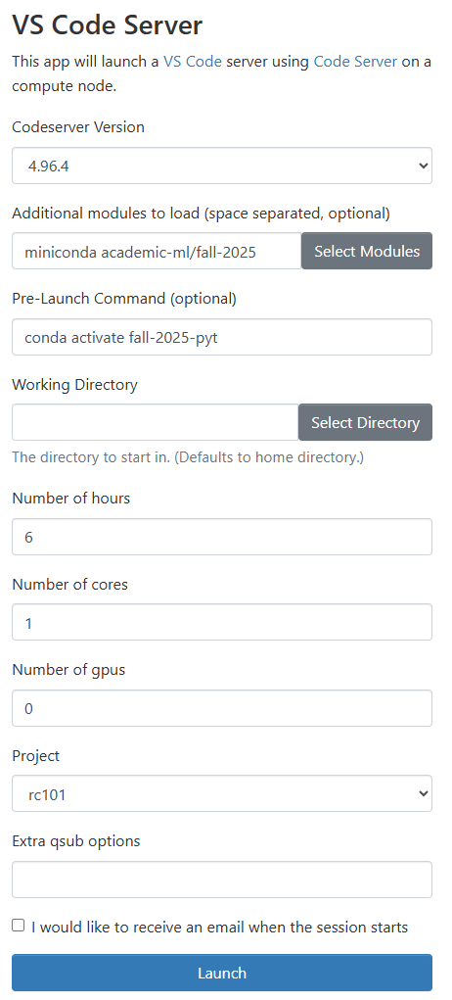 VS Code Server
This app will launch a VS Code server using Code Server on a
compute node.
Codeserver Version
4.96.4
Additional modules to load (space separated, optional)
miniconda academic-ml/fall-2025 Select Modules
Pre-Launch Command (optional)
conda activate fall-2025-pyt
Working Directory
Select Directory
The directory to start in. (Defaults to home directory.)
Number of hours
6
Number of cores
1
Number of gpus
0
Project
rc101
Extra qsub options
I would like to receive an email when the session starts
Launch